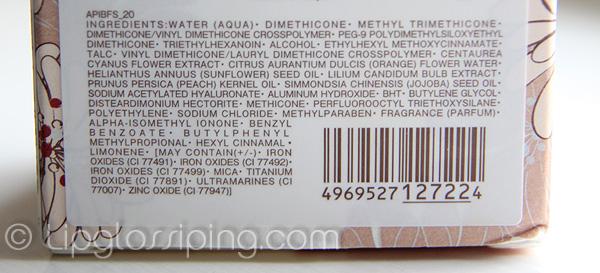 APIBFS_20
INGREDIENTS:WATER (AQUA)• DIMETHICONE• METHYL TRIMETHICONE•
DIMETHICONE/VINYL DIMETHICONE CROSSPOLYMER• PEG-9 POLYDIMETHYLSILOXYETHYL
DIMETHICONE• TRIETHYLHEXANOIN• ALCOHOL• ETHYLHEXYL METHOXYCINNAMATE•
TALC• VINYL DIMETHICONE/LAURYL DIMETHICONE CROSSPOLYMER• CENTAUREA
CYANUS FLOWER EXTRACT• CITRUS AURANTIUM DULCIS (ORANGE) FLOWER WATER•
HELIANTHUS ANNUUS (SUNFLOWER) SEED OIL• LILIUM CANDIDUM BULB EXTRACT•
PRUNUS PERSICA (PEACH) KERNEL OIL• SIMMONDSIA CHINENSIS (JOJOBA) SEED OIL•
SODIUM ACETYLATED HYALURONATE• ALUMINUM HYDROXIDE• BHT• BUTYLENE GLYCOL•
DISTEARDIMONIUM HECTORITE• METHICONE• PERFLUOROOCTYL TRIETHOXYSILANE•
POLYETHYLENE• SODIUM CHLORIDE• METHYLPARABEN• FRAGRANCE (PARFUM)•
ALPHA-ISOMETHYL IONONE• BENZYL
BENZOATE• BUTYLPHENYL
METHYLPROPIONAL• HEXYL CINNAMAL•
LIMONENE• [MAY CONTAIN(+/-)• IRON
OXIDES (CI 77491)• IRON OXIDES (CI 77492)•
IRON OXIDES (CI 77499)• MICA• TITANIUM
DIOXIDE (CI 77891)• ULTRAMARINES (CI
77007)• ZINC OXIDE (CI 77947)]
4969527127224
© Lipglossiping.com